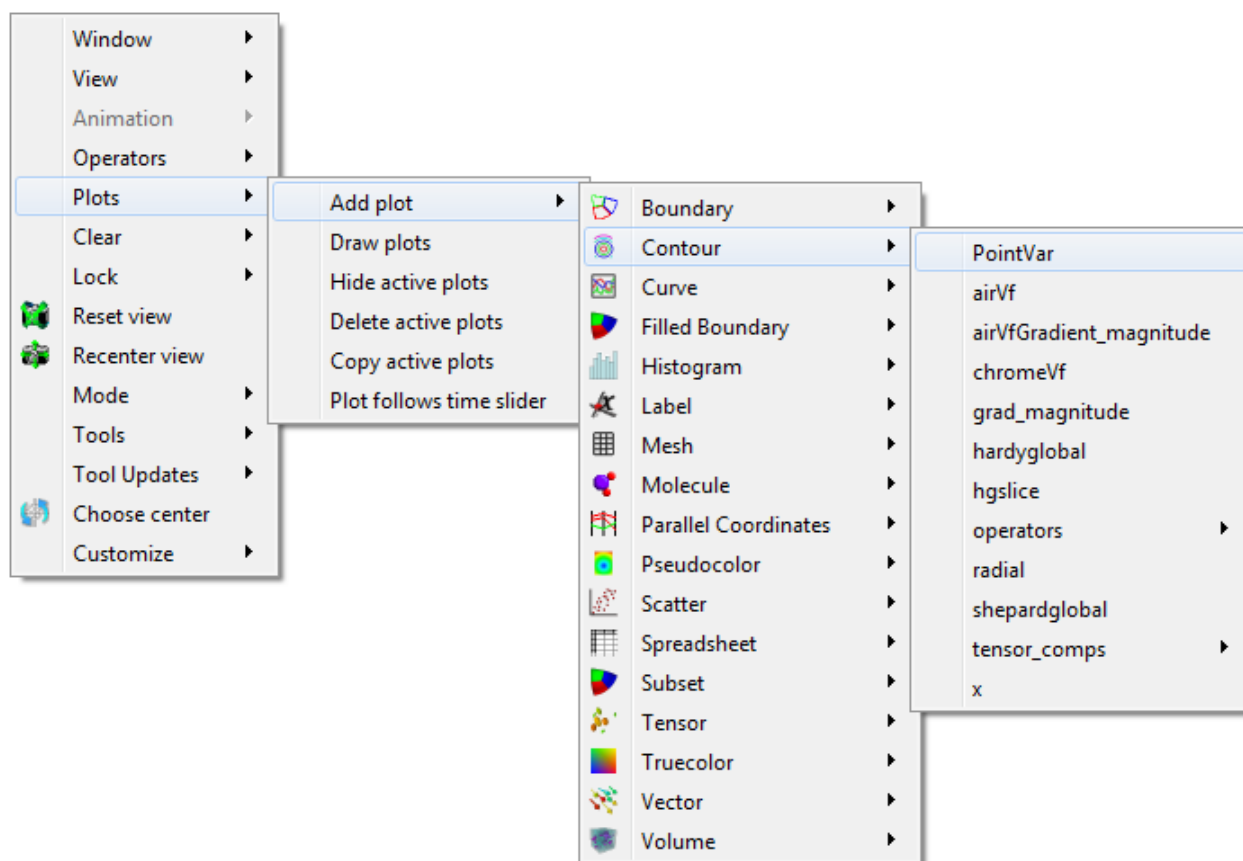 Window
View
Animation
Operators
Plots
Clear
Lock
Reset view
Recenter view
Mode
Tools
Tool Updates
Choose center
Customize
Add plot
Draw plots
Hide active plots
Delete active plots
Copy active plots
Plot follows time slider
Boundary
Contour
Curve
Filled Boundary
Histogram
Label
Mesh
Molecule
Parallel Coordinates
Pseudocolor
Scatter
Spreadsheet
Subset
Tensor
Truecolor
Vector
Volume
PointVar
airVf
airVfGradient_magnitude
chromeVf
grad_magnitude
hardyglobal
hgslice
operators
radial
shepardglobal
tensor_comps
x